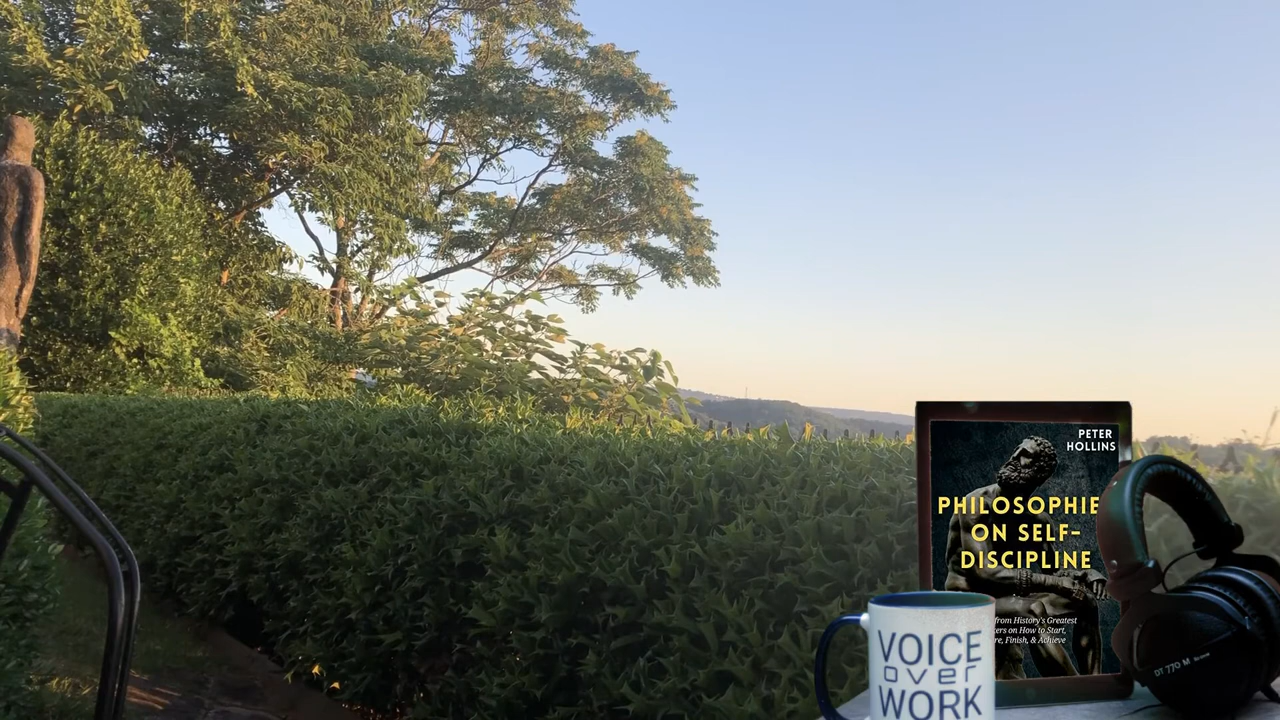 PETER
HOLLINS
PHILOSOPHIE
ON SELF-
DISCIPLINE
from History's Greatest
on How to Start,
Finish, & Achieve
VOICE
over
WORK
DT 770 M